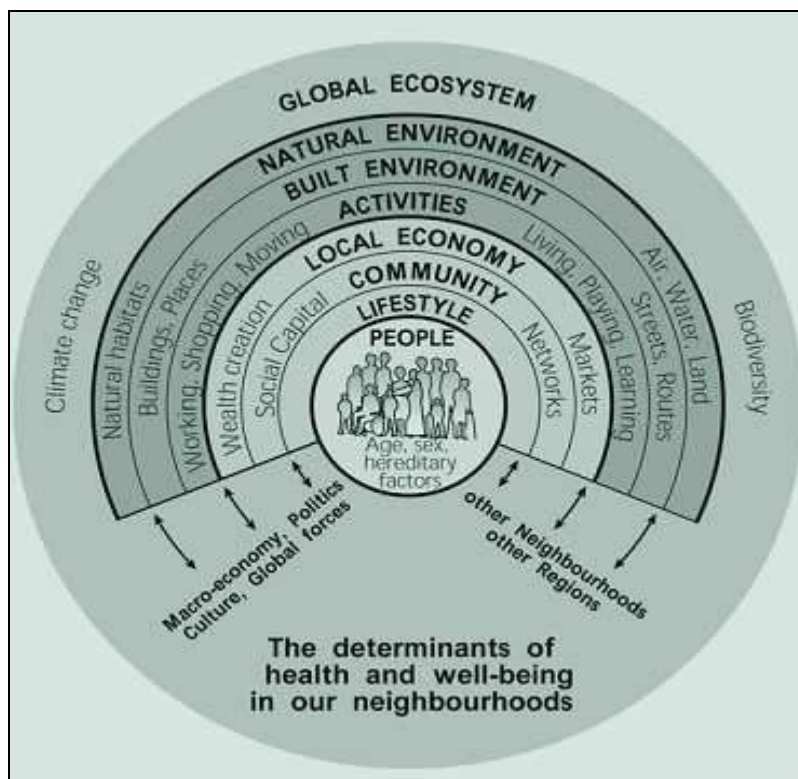 GLOBAL ECOSYSTEM
NATURAL ENVIRONMENT
BUILT ENVIRONMENT
ACTIVITIES
LOCAL ECONOMY
COMMUNITY
LIFESTYLE
PEOPLE
Age, sex,
hereditary
factors
Climate change
Natural habitats
Buildings, Places
Working, Shopping, Moving
Wealth creation
Social Capital
Networks
Markets
Living, Playing, Learning
Streets, Routes
Air, Water, Land
Biodiversity
Macro-economy, Politics
Culture, Global forces
other Neighbourhoods
other Regions
The determinants of
health and well-being
in our neighbourhoods